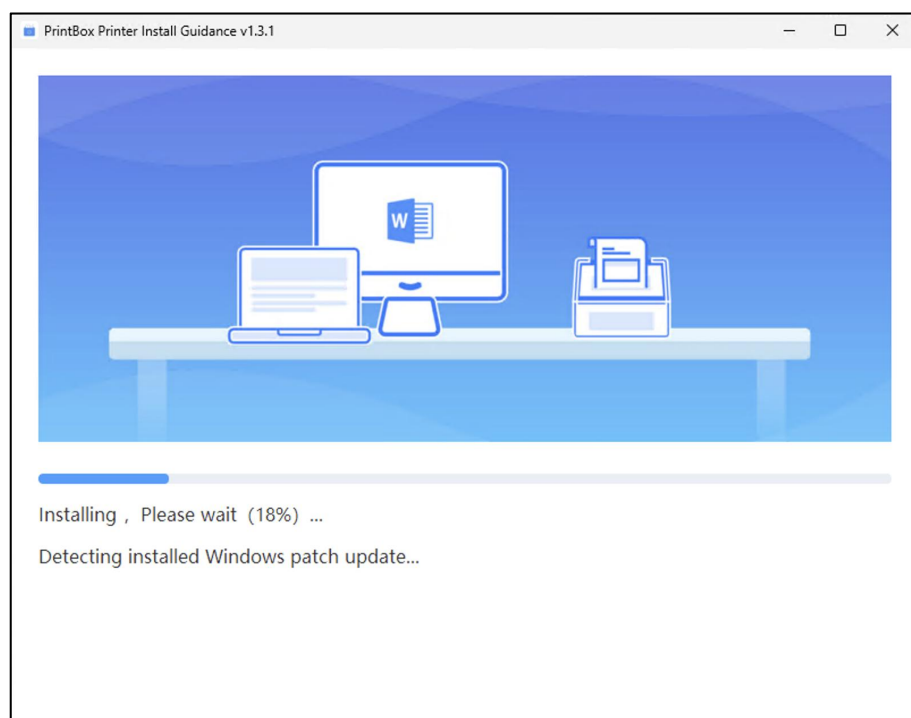 PrintBox Printer Install Guidance v1.3.1
W
Installing , Please wait (18%) ...
Detecting installed Windows patch update...